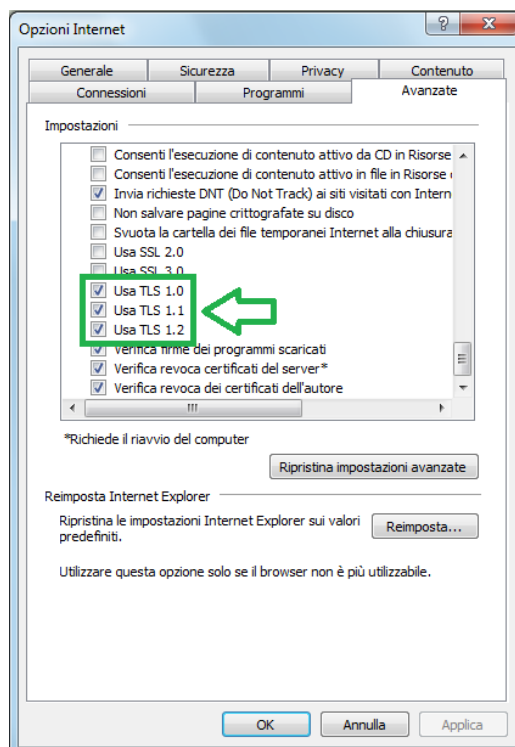 Opzioni Internet
Generale Sicurezza Privacy Contenuto
Connessioni Programmi Avanzate
Impostazioni
Consenti l'esecuzione di contenuto attivo da CD in Risorse
Consenti l'esecuzione di contenuto attivo in file in Risorse
Invia richieste DNT (Do Not Track) ai siti visitati con Intern
Non salvare pagine crittografate su disco
Svuota la cartella dei file temporanei Internet alla chiusura
Usa SSL 2.0
Usa SSL 3.0
Usa TLS 1.0
Usa TLS 1.1
Usa TLS 1.2
Verifica firme dei programmi scaricati
Verifica revoca certificati del server*
Verifica revoca dei certificati dell'autore
*Richiede il riavvio del computer
Ripristina impostazioni avanzate
Reimposta Internet Explorer
Ripristina le impostazioni Internet Explorer sui valori
predefiniti.
Reimposta...
Utilizzare questa opzione solo se il browser non è più utilizzabile.
OK Annulla Applica